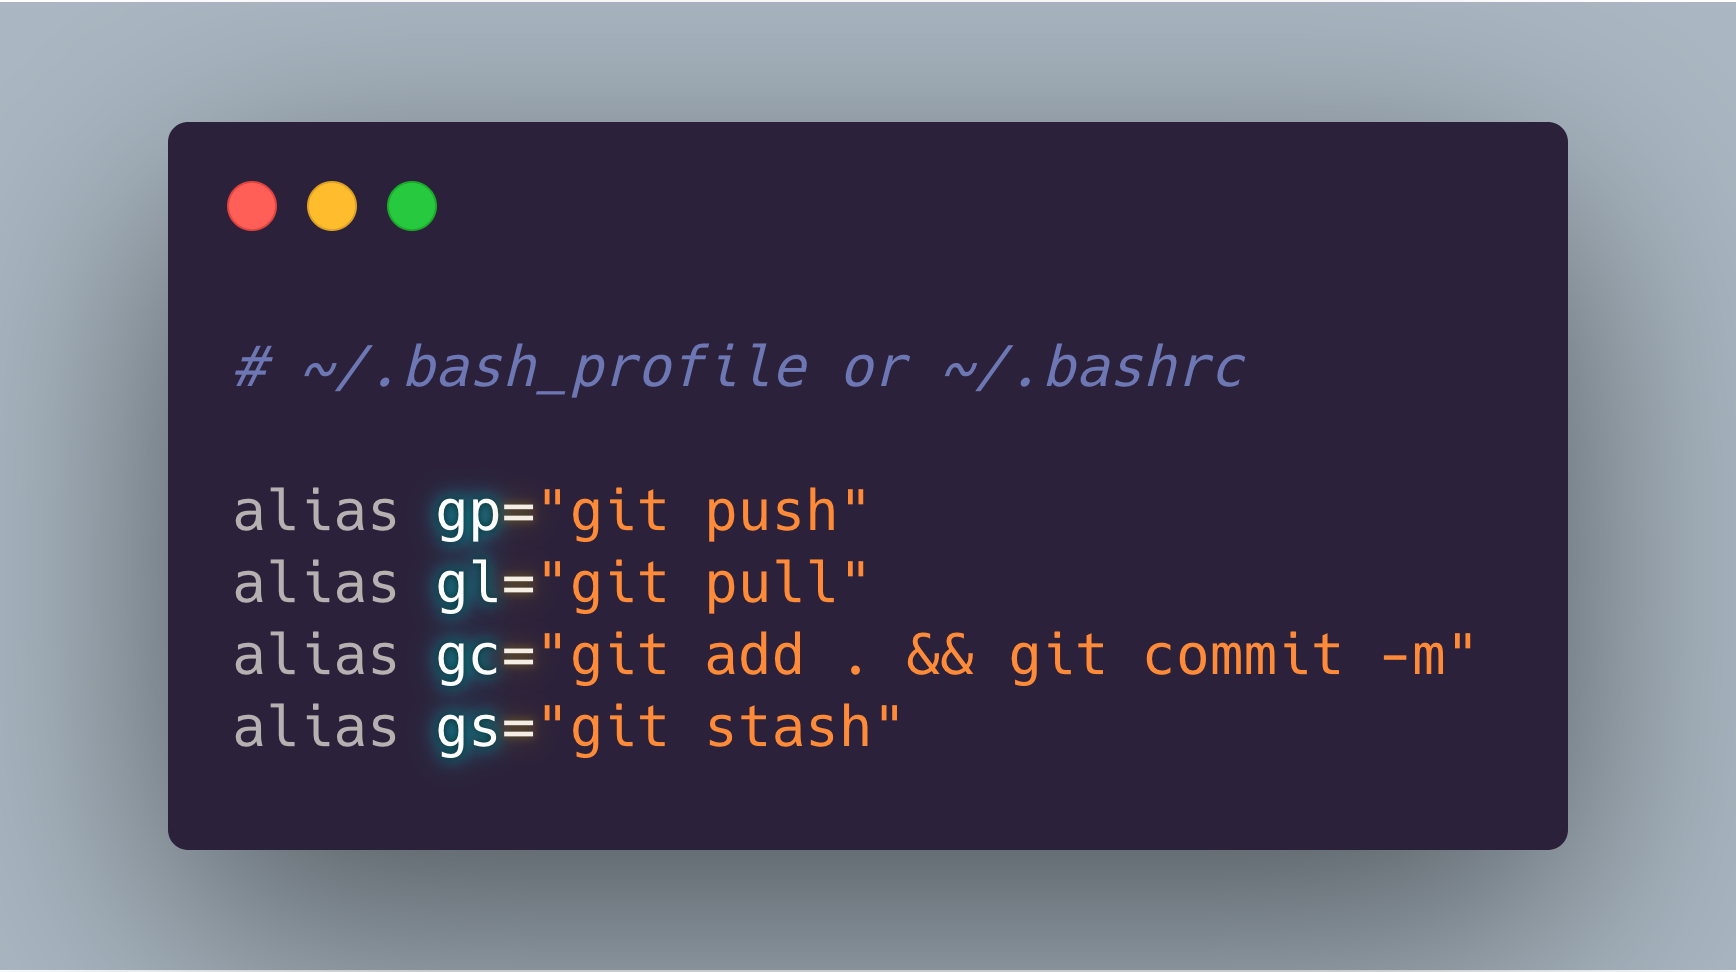 # ~/.bash_profile or ~/.bashrc
alias gp="git push"
alias gl="git pull"
alias gc="git add . && git commit -m"
alias gs="git stash"